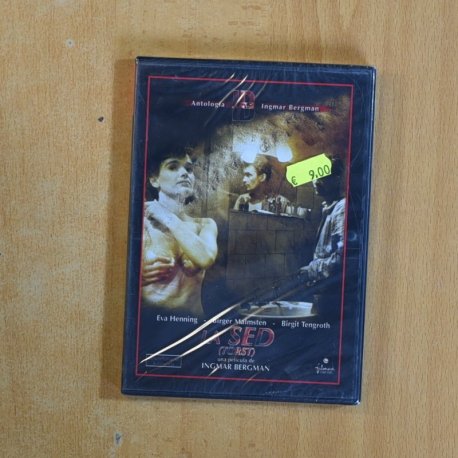 Antología B Ingmar Bergman
€ 9,00
Eva Henning - Birger Malmsten - Birgit Tengroth
LA SED
(TÖRST)
una película de
INGMAR BERGMAN
filmax